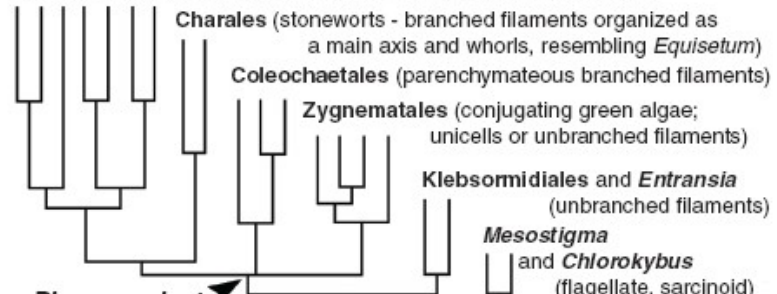 Charales (stoneworts - branched filaments organized as
a main axis and whorls, resembling Equisetum)
Coleochaetales (parenchymateous branched filaments)
Zygnematales (conjugating green algae;
unicells or unbranched filaments)
Klebsormidiales and Entransia
(unbranched filaments)
Mesostigma
and Chlorokybus
(flagellate, sarcinoid)